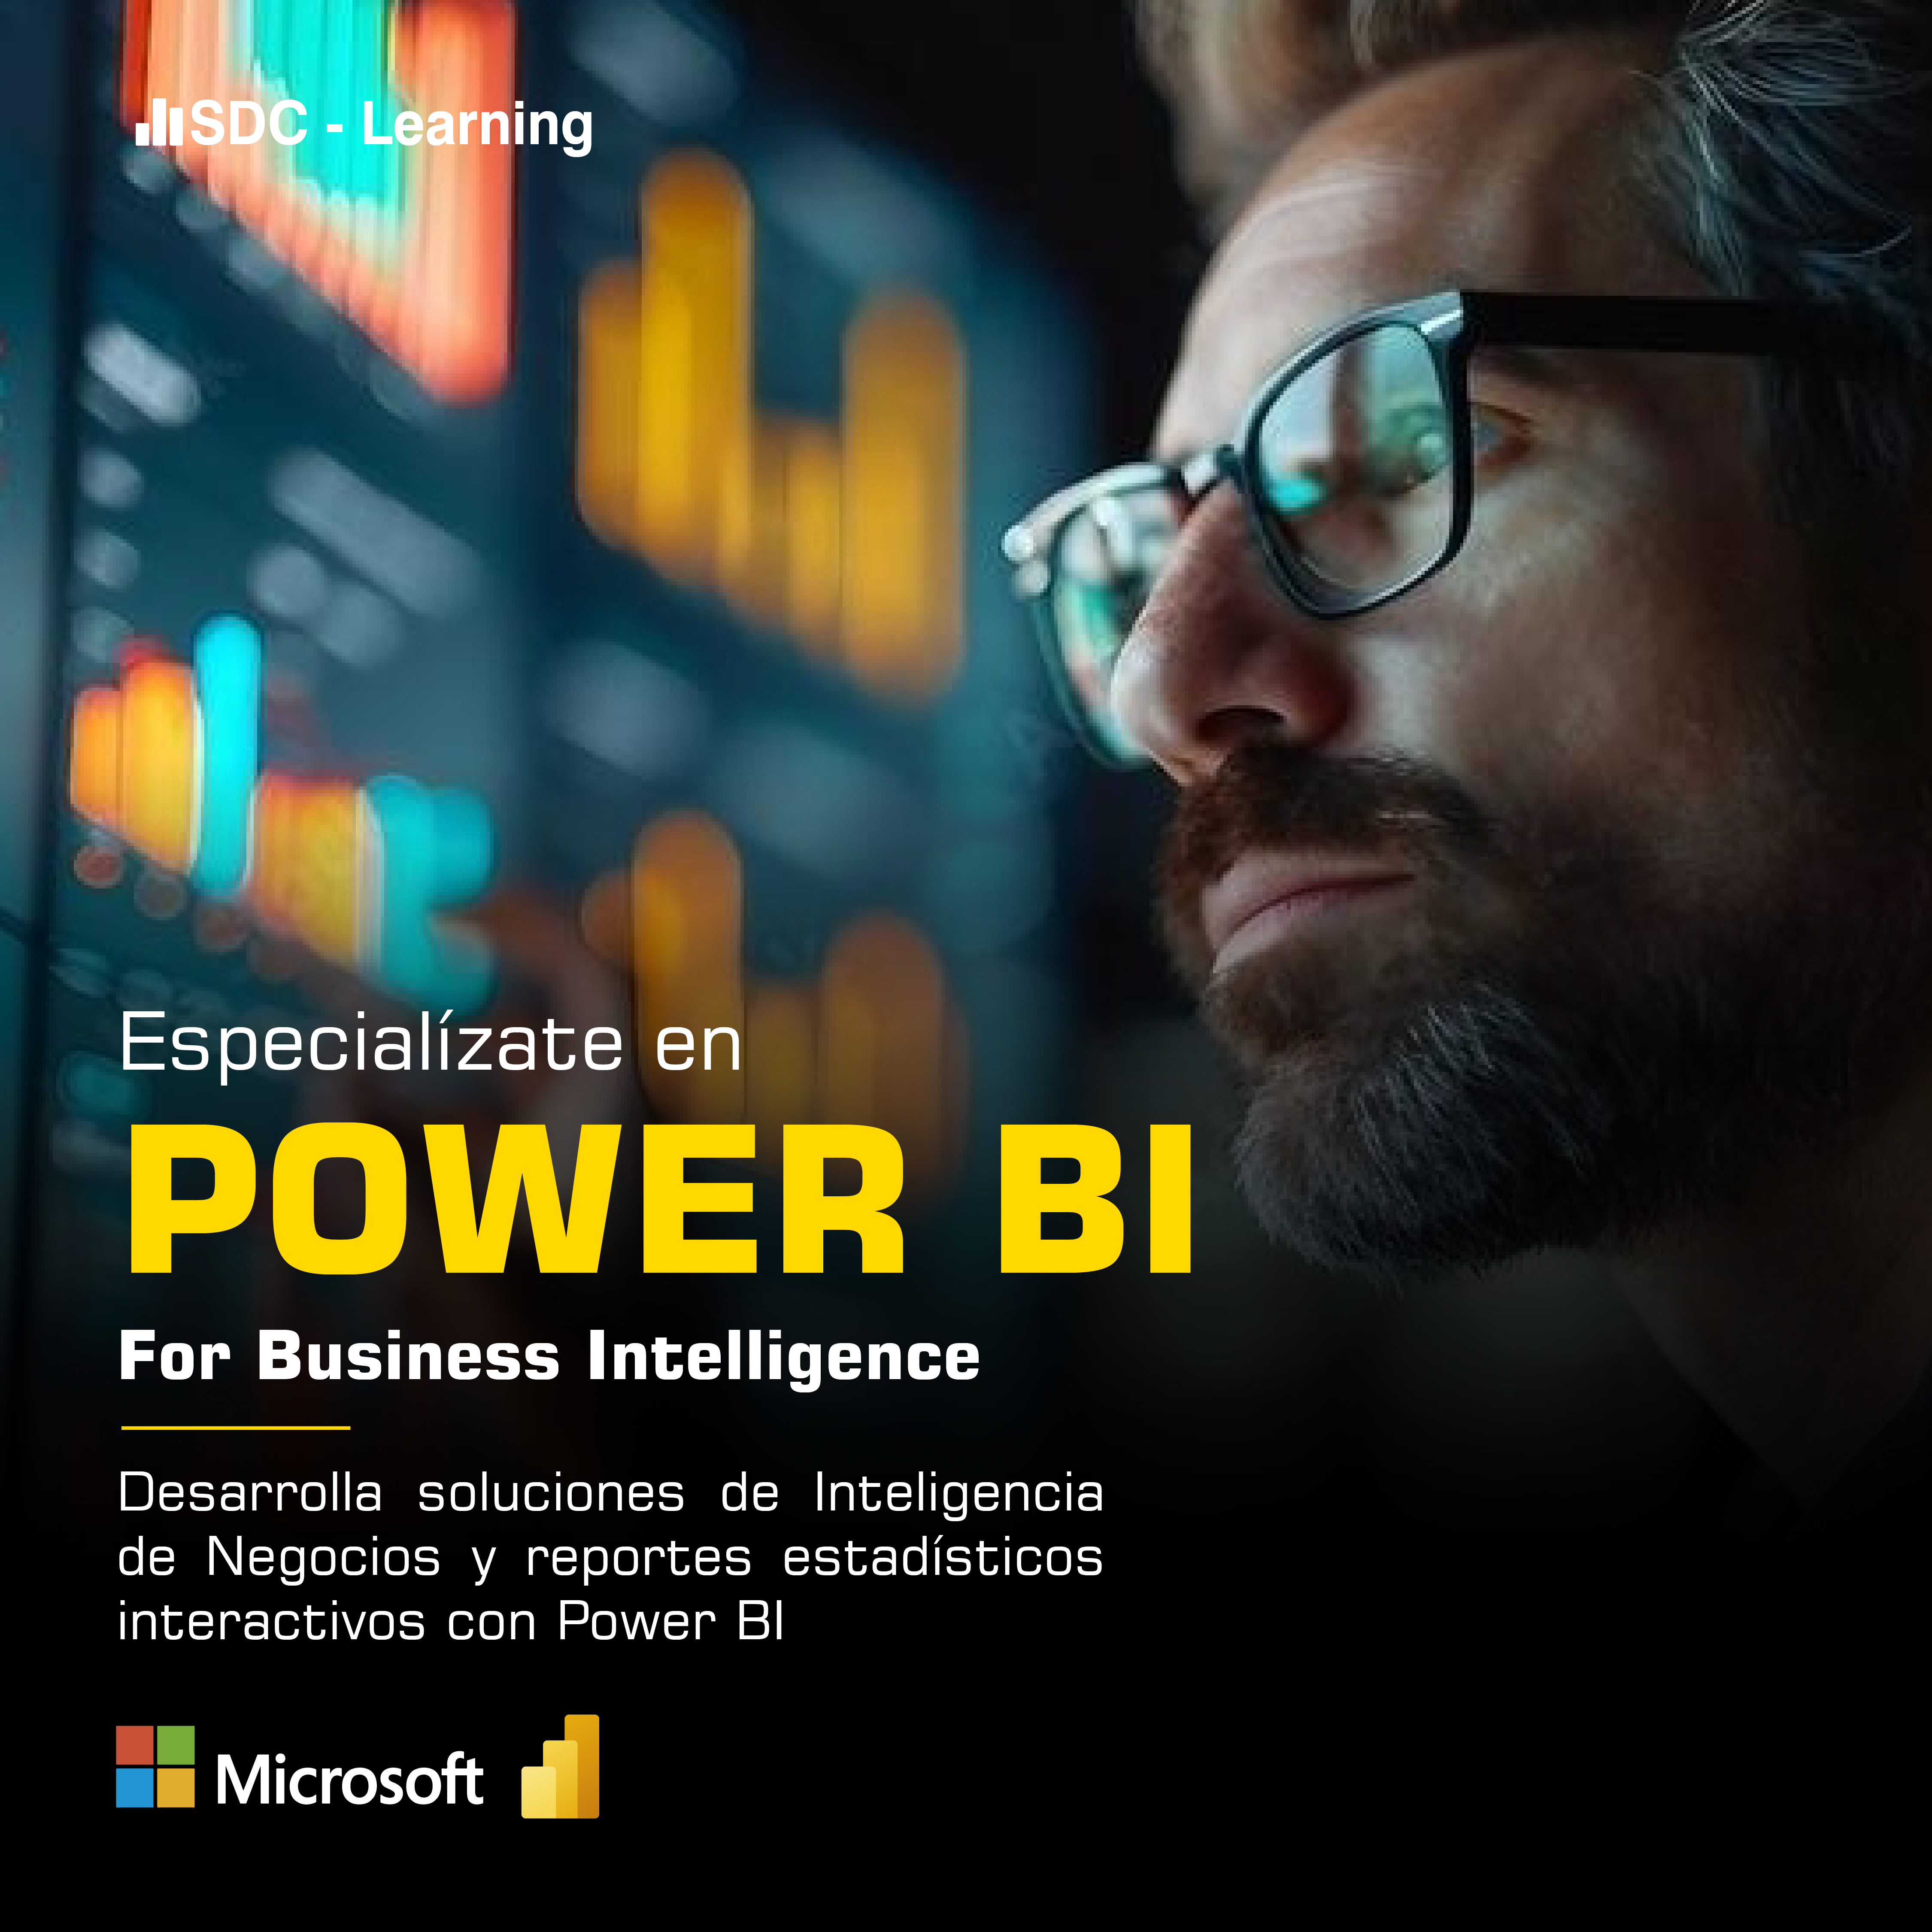 SDC - Learning
Especialízate en
POWER BI
For Business Intelligence
Desarrolla soluciones de Inteligencia
de Negocios y reportes estadísticos
interactivos con Power BI
Microsoft